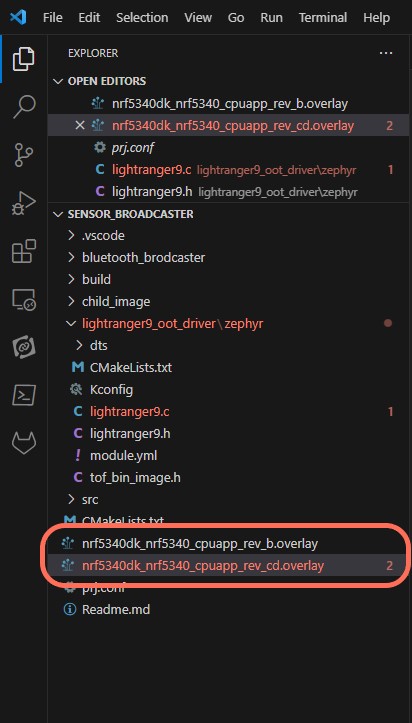 File Edit Selection View Go Run Terminal Help
EXPLORER
OPEN EDITORS
nrf5340dk_nrf5340_cpuapp_rev_b.overlay
nrf5340dk_nrf5340_cpuapp_rev_cd.overlay 2
prj.conf
C lightranger9.c lightranger9_oot_driver\zephyr 1
C lightranger9.h lightranger9_oot_driver\zephyr
SENSOR_BROADCASTER
.vscode
bluetooth_brodcaster
build
child_image
lightranger9_oot_driver\zephyr
dts
M CMakeLists.txt
Kconfig
C lightranger9.c 1
C lightranger9.h
! module.yml
C tof_bin_image.h
src
CMakeLists.txt
nrf5340dk_nrf5340_cpuapp_rev_b.overlay
nrf5340dk_nrf5340_cpuapp_rev_cd.overlay 2
prj.conf
Readme.md